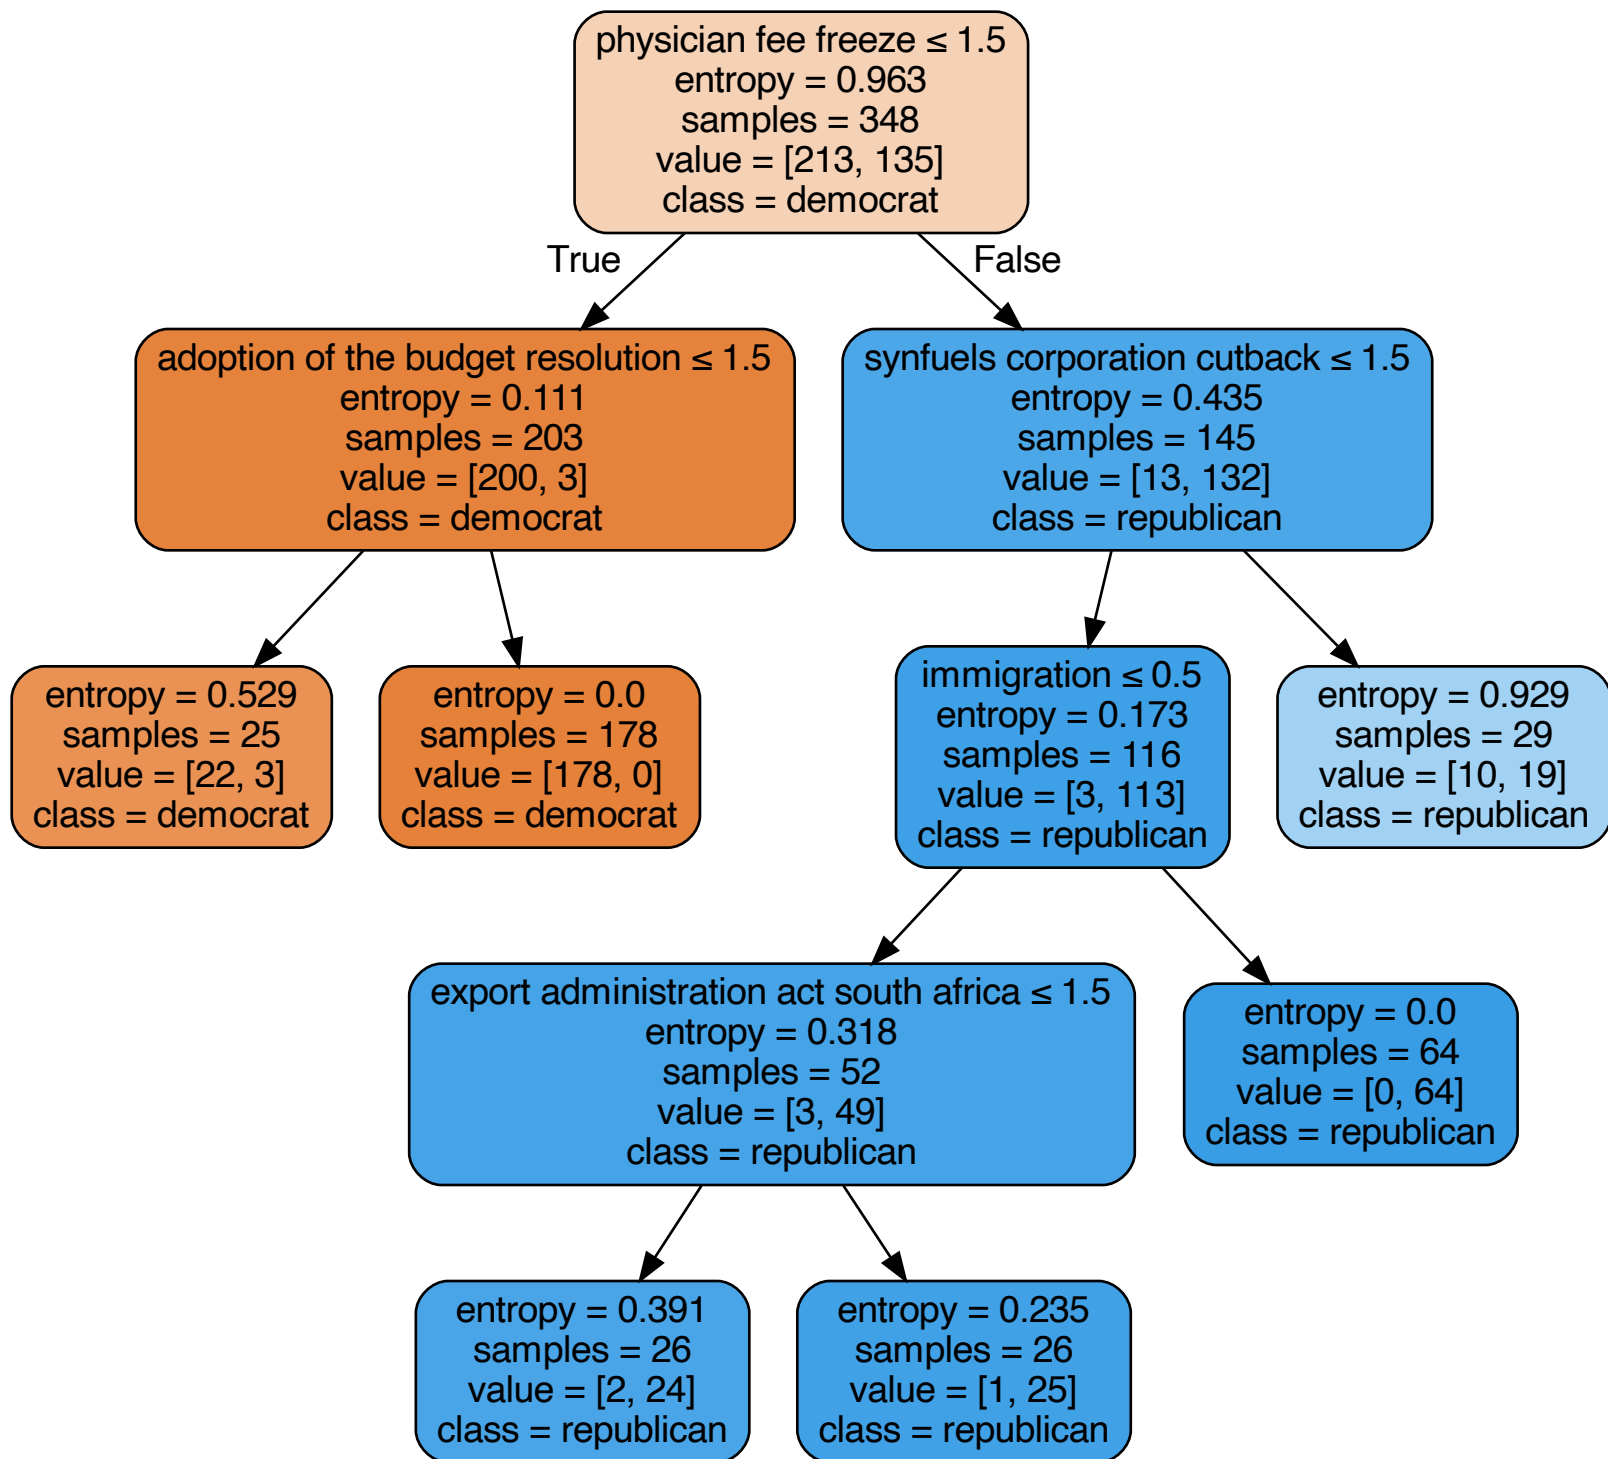 physician fee freeze ≤ 1.5
entropy = 0.963
samples = 348
value = [213, 135]
class = democrat
True
False
adoption of the budget resolution ≤ 1.5
entropy = 0.111
samples = 203
value = [200, 3]
class = democrat
synfuels corporation cutback ≤ 1.5
entropy = 0.435
samples = 145
value = [13, 132]
class = republican
entropy = 0.529
samples = 25
value = [22, 3]
class = democrat
entropy = 0.0
samples = 178
value = [178, 0]
class = democrat
immigration ≤ 0.5
entropy = 0.173
samples = 116
value = [3, 113]
class = republican
entropy = 0.929
samples = 29
value = [10, 19]
class = republican
export administration act south africa ≤ 1.5
entropy = 0.318
samples = 52
value = [3, 49]
class = republican
entropy = 0.0
samples = 64
value = [0, 64]
class = republican
entropy = 0.391
samples = 26
value = [2, 24]
class = republican
entropy = 0.235
samples = 26
value = [1, 25]
class = republican